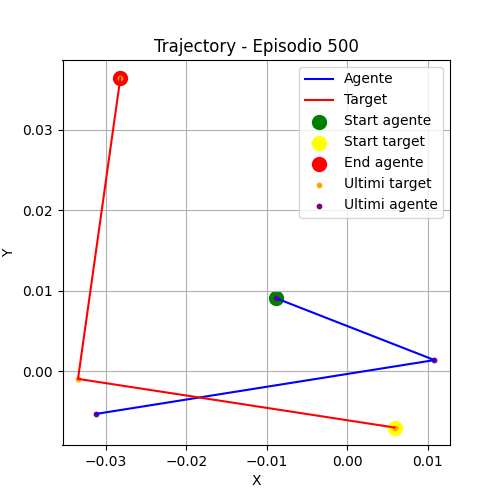 Trajectory - Episodio 500
Agente
Target
Start agente
Start target
End agente
Ultimi target
Ultimi agente
Y
0.03
0.02
0.01
0.00
−0.03
−0.02
−0.01
0.00
0.01
X